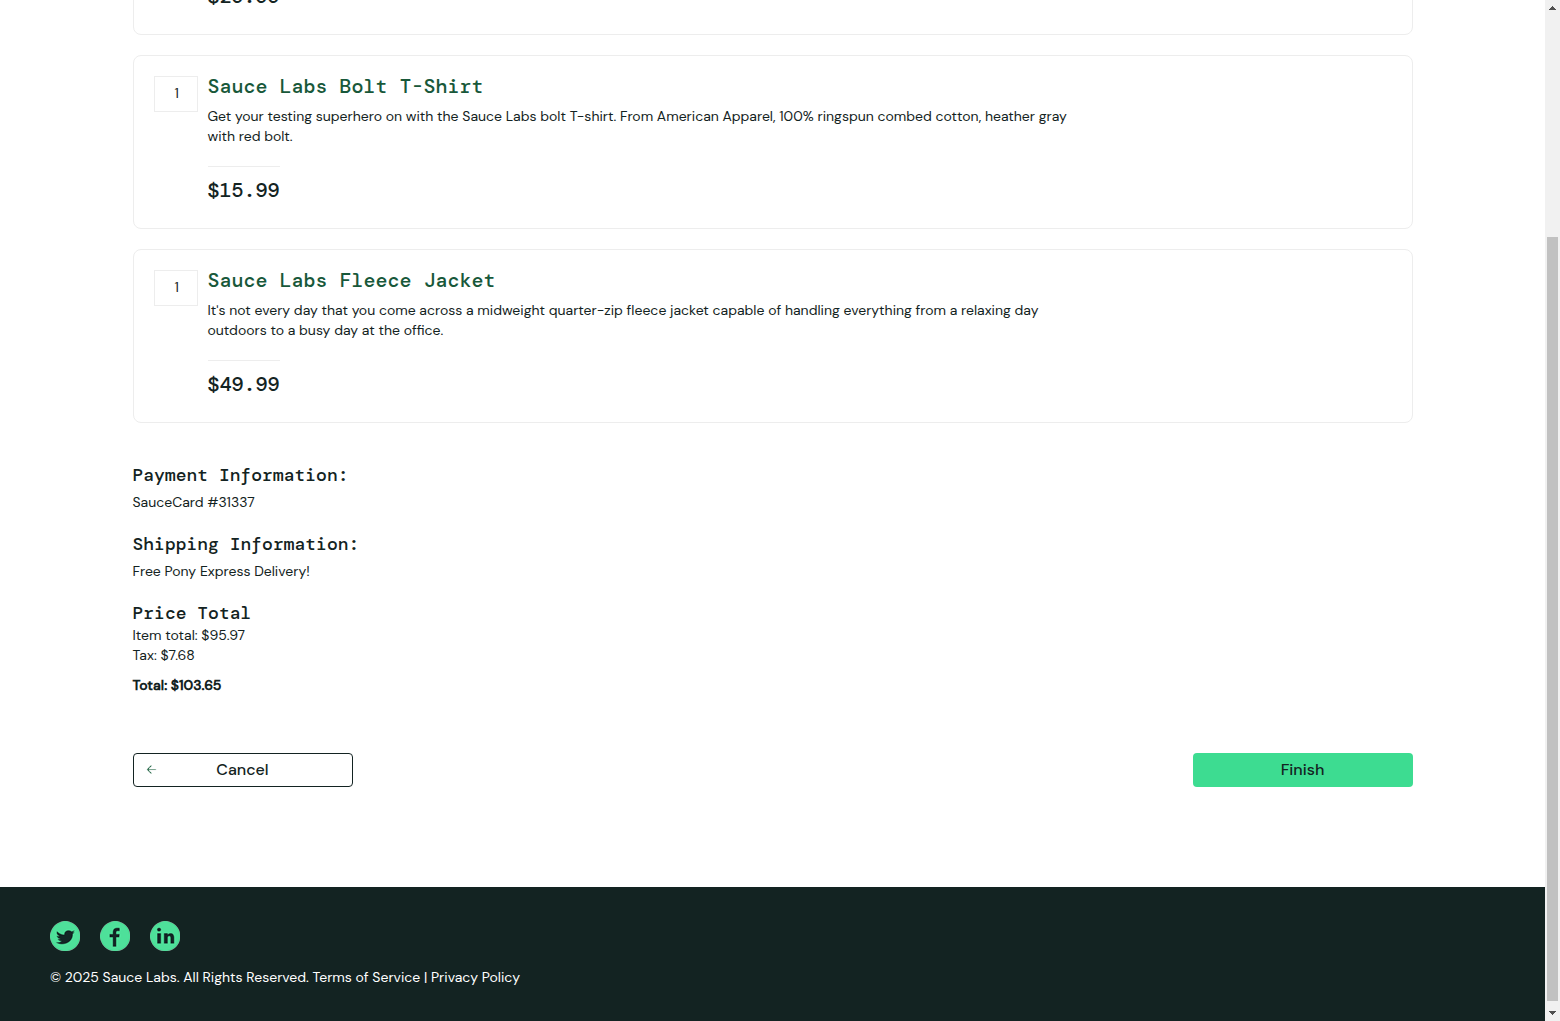 1
Sauce Labs Bolt T-Shirt
Get your testing superhero on with the Sauce Labs bolt T-shirt. From American Apparel, 100% ringspun combed cotton, heather gray
with red bolt.
$15.99
1
Sauce Labs Fleece Jacket
It's not every day that you come across a midweight quarter-zip fleece jacket capable of handling everything from a relaxing day
outdoors to a busy day at the office.
$49.99
Payment Information:
SauceCard #31337
Shipping Information:
Free Pony Express Delivery!
Price Total
Item total: $95.97
Tax: $7.68
Total: $103.65
Cancel
Finish
© 2025 Sauce Labs. All Rights Reserved. Terms of Service | Privacy Policy